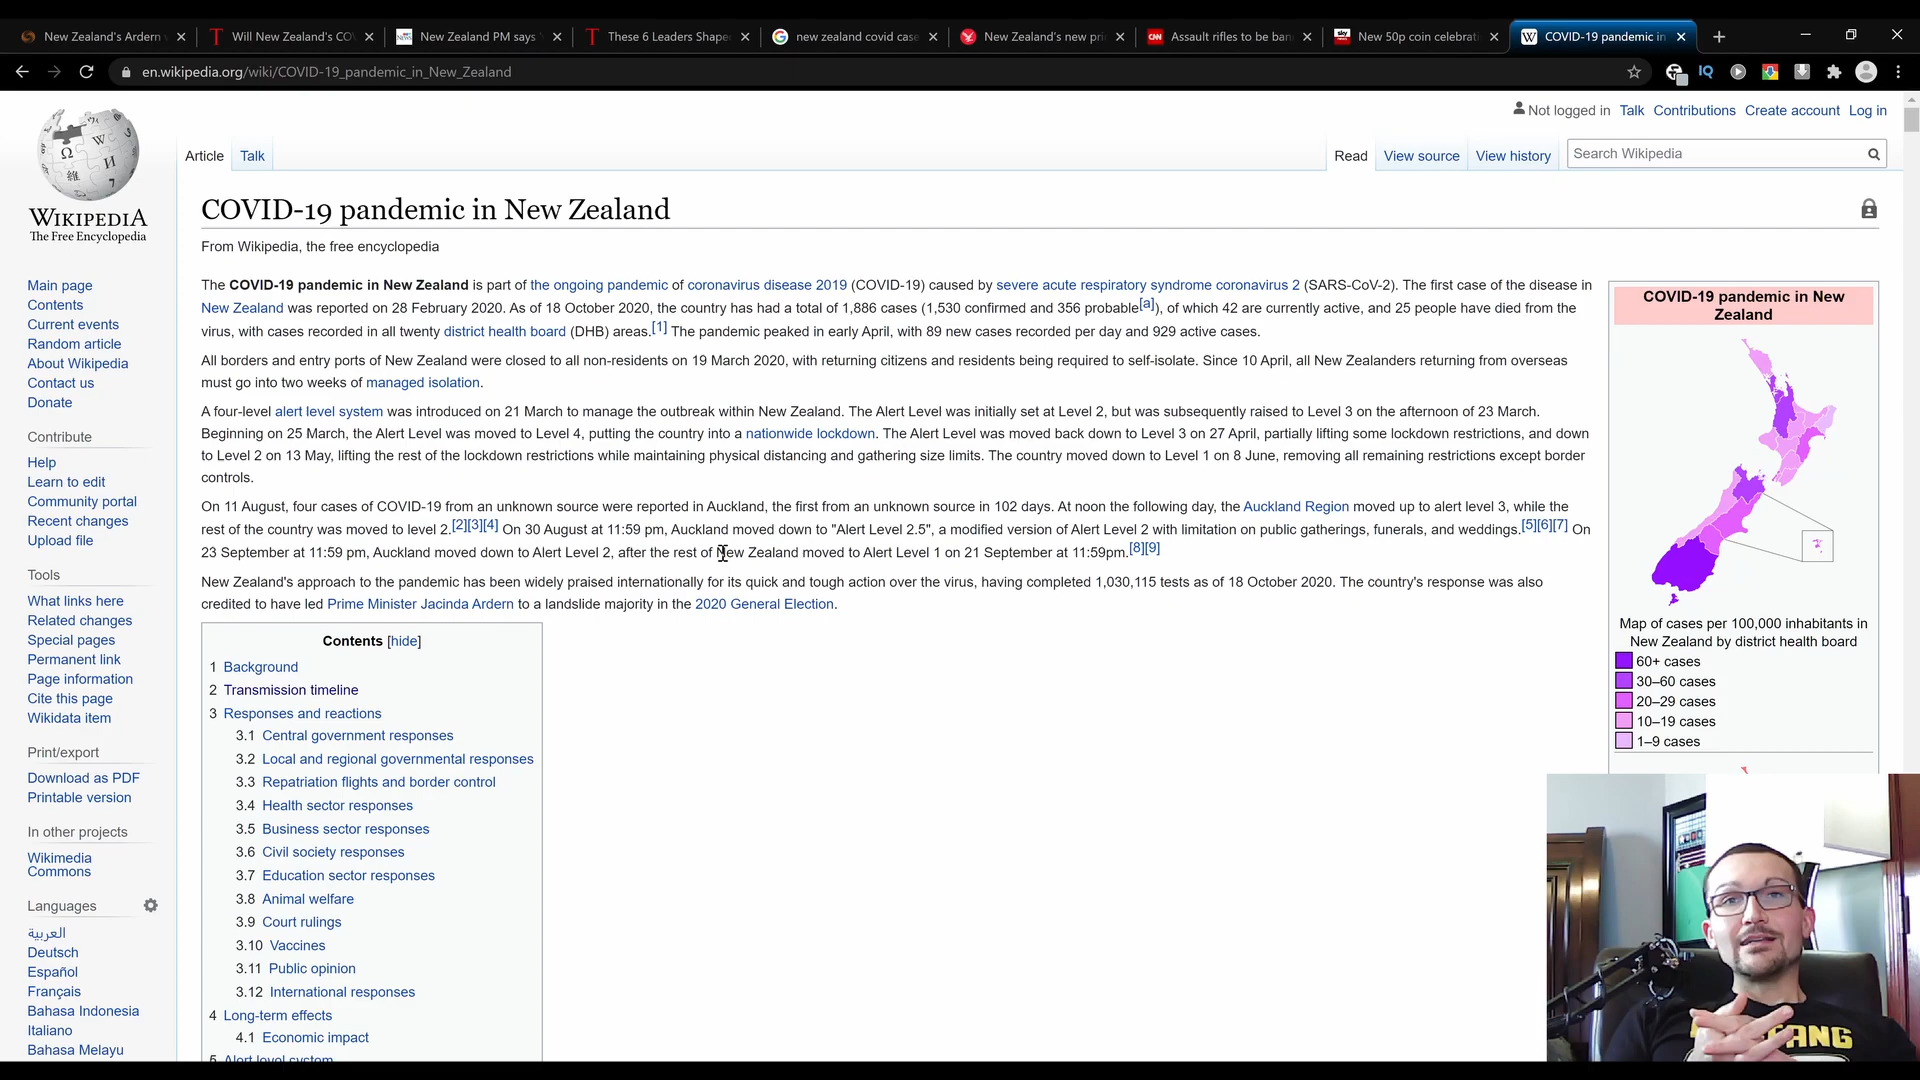 New Zealand's Ardern
Will New Zealand's CO
New Zealand PM says
These 6 Leaders Shape
new zealand covid case
New Zealand's new pri
Assault rifles to be ban
New 50p coin celebrati
COVID-19 pandemic in
en.wikipedia.org/wiki/COVID-19_pandemic_in_New_Zealand
Not logged in Talk Contributions Create account Log in
Article Talk Read View source View history Search Wikipedia
WIKIPEDIA
The Free Encyclopedia
Main page
Contents
Current events
Random article
About Wikipedia
Contact us
Donate
Contribute
Help
Learn to edit
Community portal
Recent changes
Upload file
Tools
What links here
Related changes
Special pages
Permanent link
Page information
Cite this page
Wikidata item
Print/export
Download as PDF
Printable version
In other projects
Wikimedia
Commons
Languages
العربية
Deutsch
Español
Français
Bahasa Indonesia
Italiano
Bahasa Melayu
COVID-19 pandemic in New Zealand
From Wikipedia, the free encyclopedia
The COVID-19 pandemic in New Zealand is part of the ongoing pandemic of coronavirus disease 2019 (COVID-19) caused by severe acute respiratory syndrome coronavirus 2 (SARS-CoV-2). The first case of the disease in
New Zealand was reported on 28 February 2020. As of 18 October 2020, the country has had a total of 1,886 cases (1,530 confirmed and 356 probable[a]), of which 42 are currently active, and 25 people have died from the
virus, with cases recorded in all twenty district health board (DHB) areas.[1] The pandemic peaked in early April, with 89 new cases recorded per day and 929 active cases.
All borders and entry ports of New Zealand were closed to all non-residents on 19 March 2020, with returning citizens and residents being required to self-isolate. Since 10 April, all New Zealanders returning from overseas
must go into two weeks of managed isolation.
A four-level alert level system was introduced on 21 March to manage the outbreak within New Zealand. The Alert Level was initially set at Level 2, but was subsequently raised to Level 3 on the afternoon of 23 March.
Beginning on 25 March, the Alert Level was moved to Level 4, putting the country into a nationwide lockdown. The Alert Level was moved back down to Level 3 on 27 April, partially lifting some lockdown restrictions, and down
to Level 2 on 13 May, lifting the rest of the lockdown restrictions while maintaining physical distancing and gathering size limits. The country moved down to Level 1 on 8 June, removing all remaining restrictions except border
controls.
On 11 August, four cases of COVID-19 from an unknown source were reported in Auckland, the first from an unknown source in 102 days. At noon the following day, the Auckland Region moved up to alert level 3, while the
rest of the country was moved to level 2.[2][3][4] On 30 August at 11:59 pm, Auckland moved down to "Alert Level 2.5", a modified version of Alert Level 2 with limitation on public gatherings, funerals, and weddings.[5][6][7] On
23 September at 11:59 pm, Auckland moved down to Alert Level 2, after the rest of New Zealand moved to Alert Level 1 on 21 September at 11:59pm.[8][9]
New Zealand's approach to the pandemic has been widely praised internationally for its quick and tough action over the virus, having completed 1,030,115 tests as of 18 October 2020. The country's response was also
credited to have led Prime Minister Jacinda Ardern to a landslide majority in the 2020 General Election.
Contents [hide]
1 Background
2 Transmission timeline
3 Responses and reactions
3.1 Central government responses
3.2 Local and regional governmental responses
3.3 Repatriation flights and border control
3.4 Health sector responses
3.5 Business sector responses
3.6 Civil society responses
3.7 Education sector responses
3.8 Animal welfare
3.9 Court rulings
3.10 Vaccines
3.11 Public opinion
3.12 International responses
4 Long-term effects
4.1 Economic impact
5 Alert level system
COVID-19 pandemic in New
Zealand
Map of cases per 100,000 inhabitants in
New Zealand by district health board
60+ cases
30–60 cases
20–29 cases
10–19 cases
1–9 cases